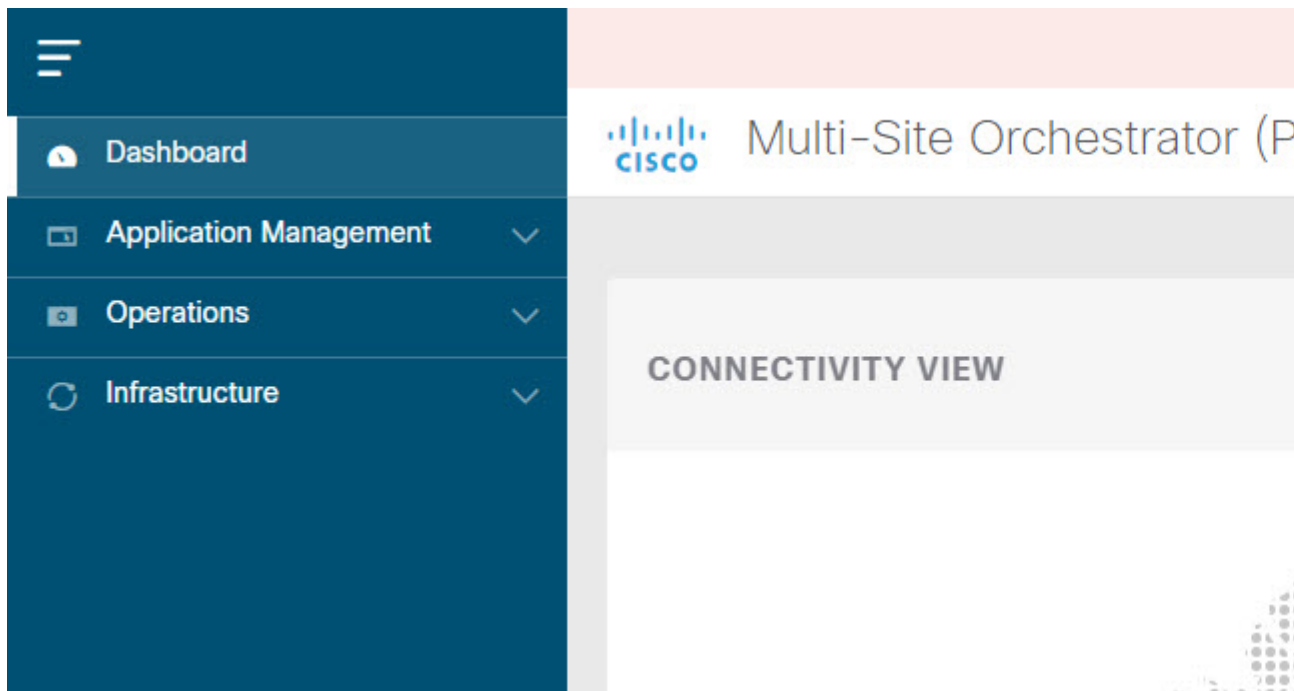 Dashboard
Application Management
Operations
Infrastructure
CISCO
Multi-Site Orchestrator (P
CONNECTIVITY VIEW